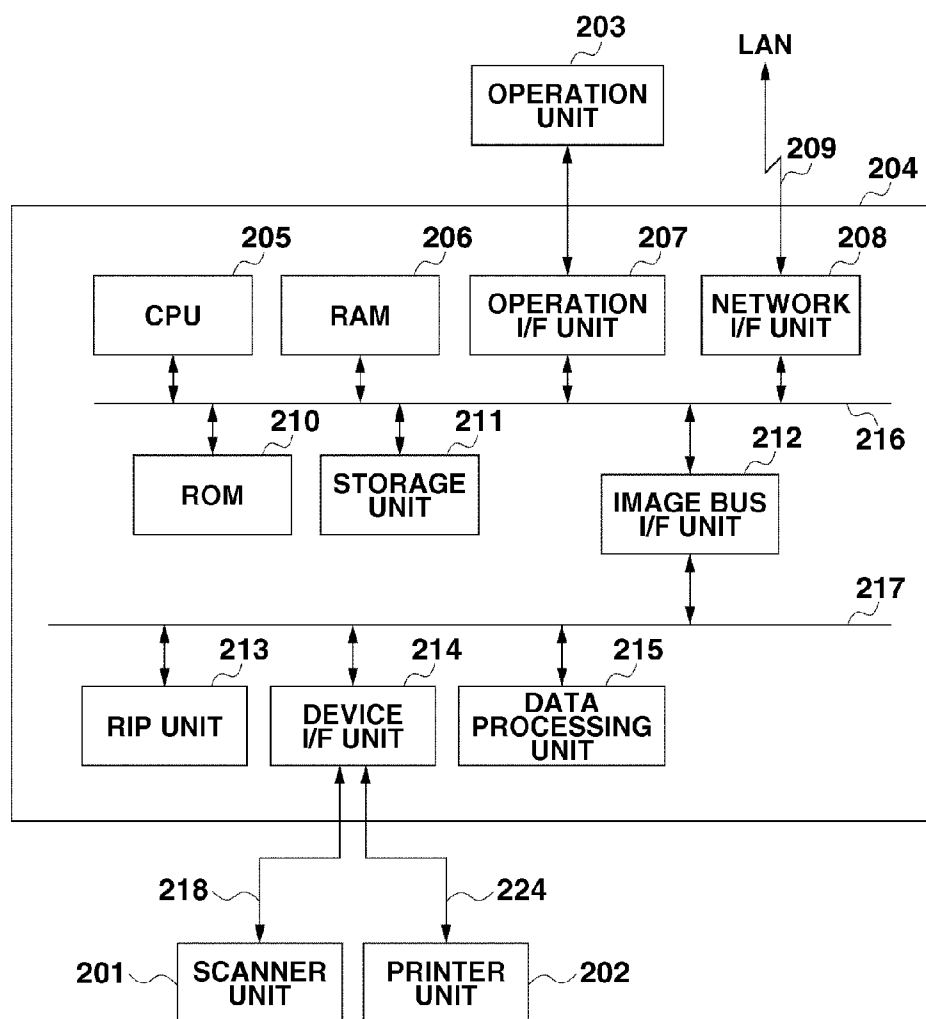 203
LAN
OPERATION
UNIT
209
204
205
206
207
208
CPU
RAM
OPERATION
I/F UNIT
NETWORK
I/F UNIT
210
211
212
216
ROM
STORAGE
UNIT
IMAGE BUS
I/F UNIT
217
213
214
215
RIP UNIT
DEVICE
I/F UNIT
DATA
PROCESSING
UNIT
218
224
201
SCANNER
UNIT
PRINTER
UNIT
202